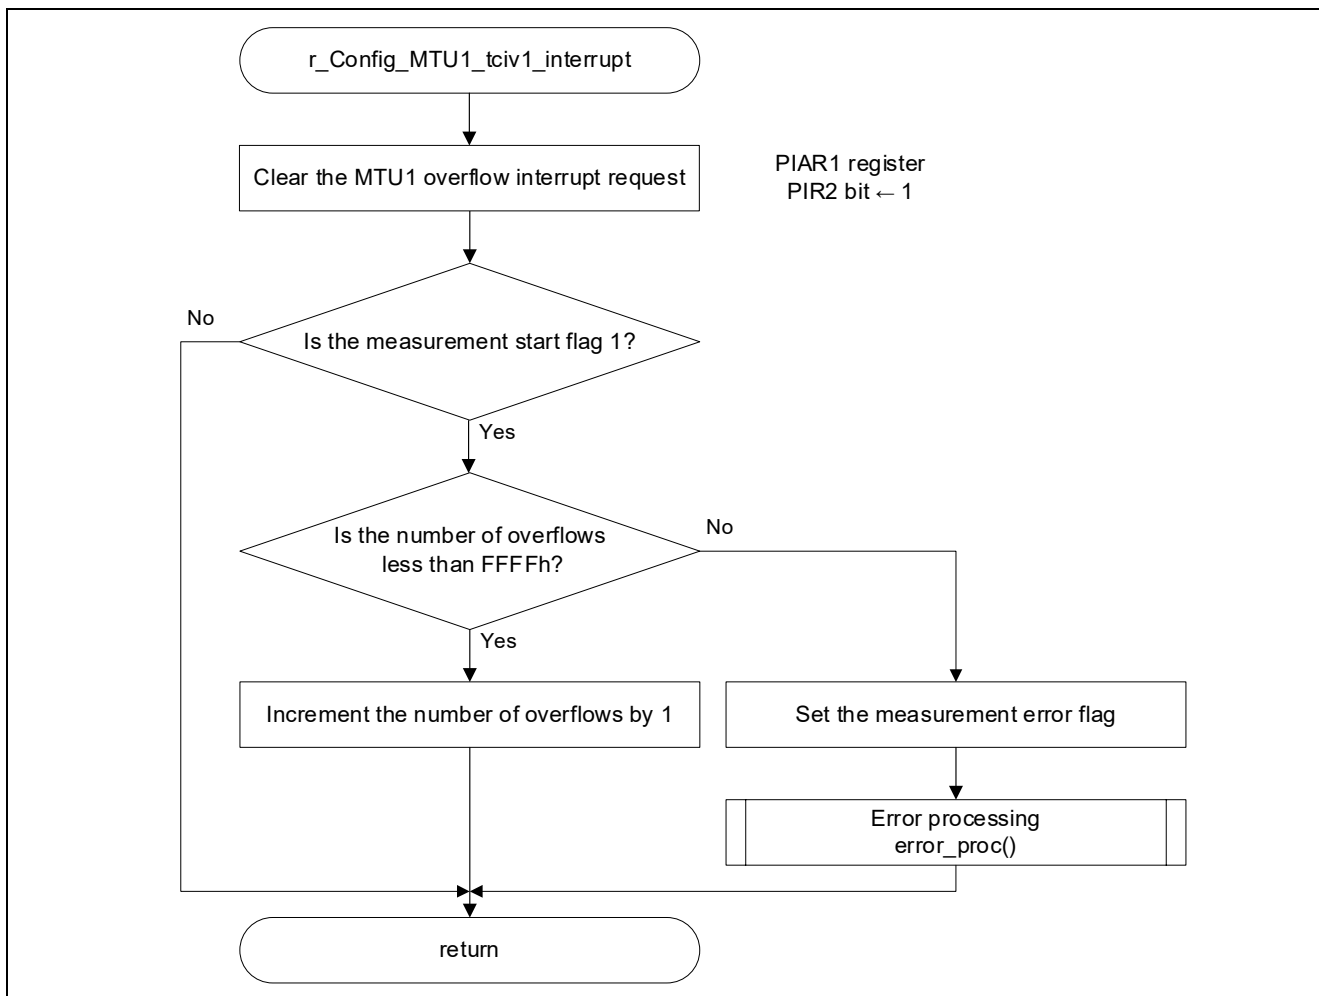 r_Config_MTU1_tciv1_interrupt
Clear the MTU1 overflow interrupt request
PIAR1 register
PIR2 bit ← 1
Is the measurement start flag 1?
No
Yes
Is the number of overflows
less than FFFFh?
No
Yes
Increment the number of overflows by 1
Set the measurement error flag
Error processing
error_proc()
return